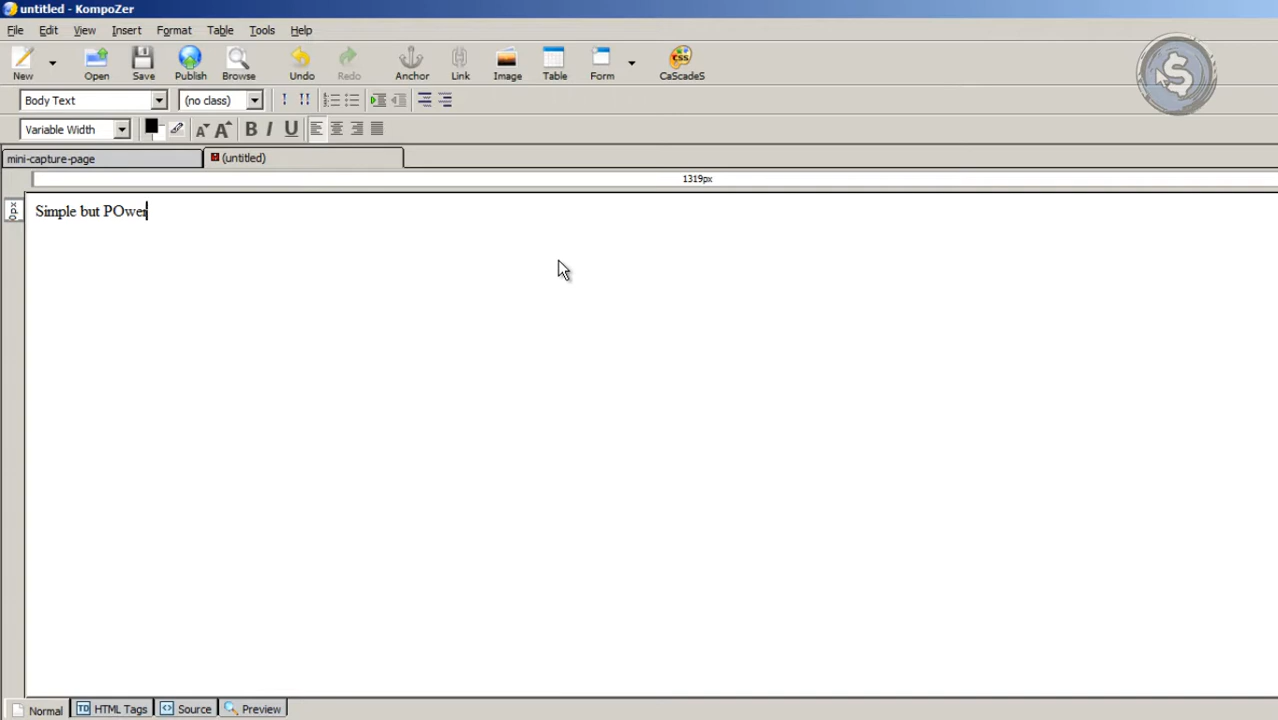 untitled - KompoZer
File Edit View Insert Format Table Tools Help
New Open Save Publish Browse Undo Redo Anchor Link Image Table Form CaScadeS
Body Text (no class)
Variable Width B I U
mini-capture-page (untitled)
1319px
0px
Simple but POwer
Normal HTML Tags Source Preview